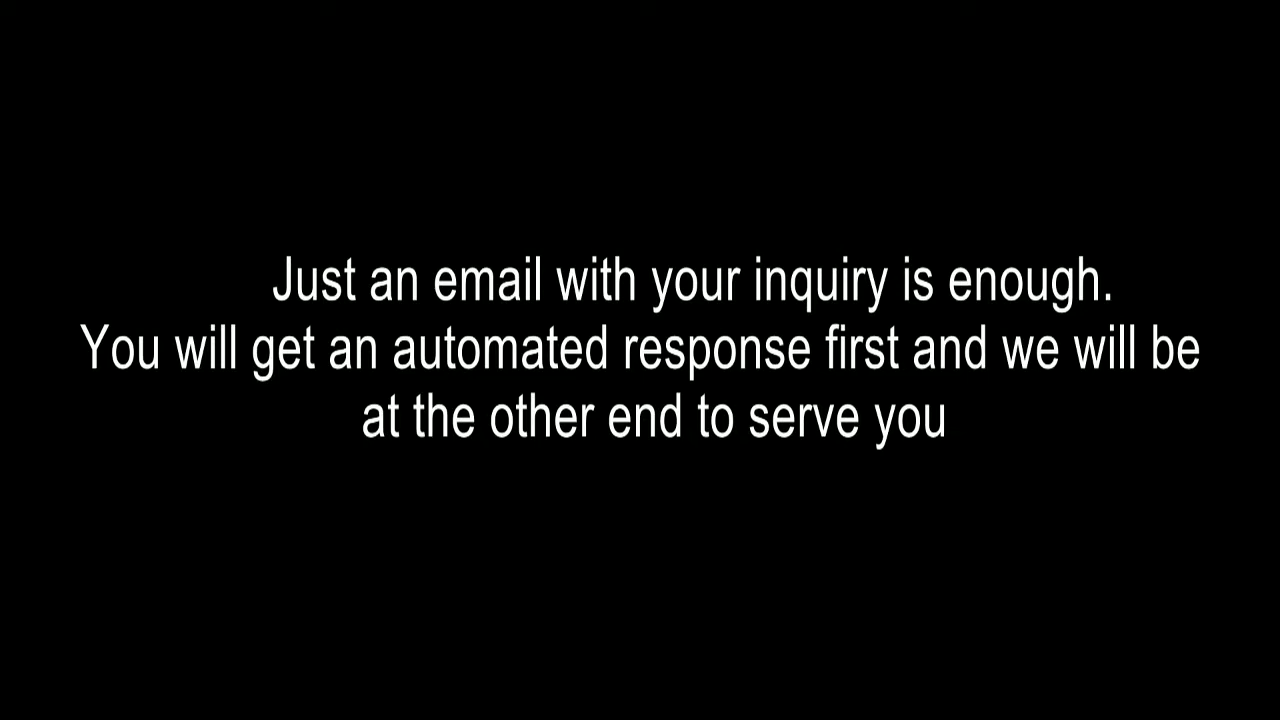 Just an email with your inquiry is enough.
You will get an automated response first and we will be
at the other end to serve you